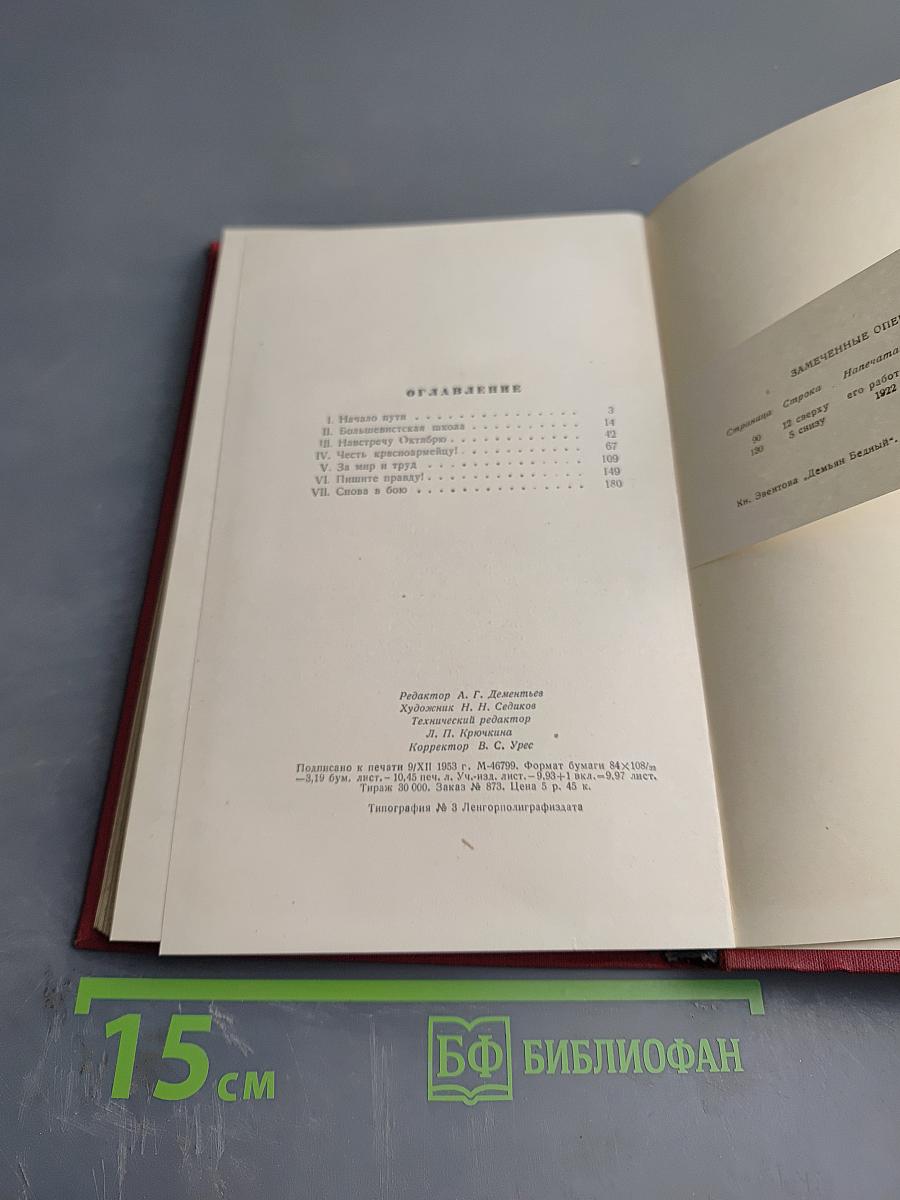 ОГЛАВЛЕНИЕ
I. Начало пути . . . . . . . . . . . . . . 3
II. Большевистская школа . . . . . . . . . 14
III. Навстречу Октябрю . . . . . . . . . . 42
IV. Честь красноармейцу! . . . . . . . . . 67
V. За мир и труд . . . . . . . . . . . . 109
VI. Пишите правду! . . . . . . . . . . . . 149
VII. Снова в бою . . . . . . . . . . . . . 180
Редактор А. Г. Дементьев
Художник Н. Н. Седиков
Технический редактор
Л. П. Крючкина
Корректор В. С. Урес
Подписано к печати 9/XII 1953 г. М-46799. Формат бумаги 84×108/32
—3,19 бум. лист.- 10,45 печ. л. Уч.-изд. лист.-9,93+1 вкл.=9,97 лист.
Тираж 30 000. Заказ № 873. Цена 5 р. 45 к.
Типография № 3 Ленгорполиграфиздата
ЗАМЕЧЕННЫЕ
Страница Строка Напечата
90 12 сверху его работ
130 5 снизу 1922
Кн. Эвентова „Демьян Бедный".
15 см
БФ БИБЛИОФАН